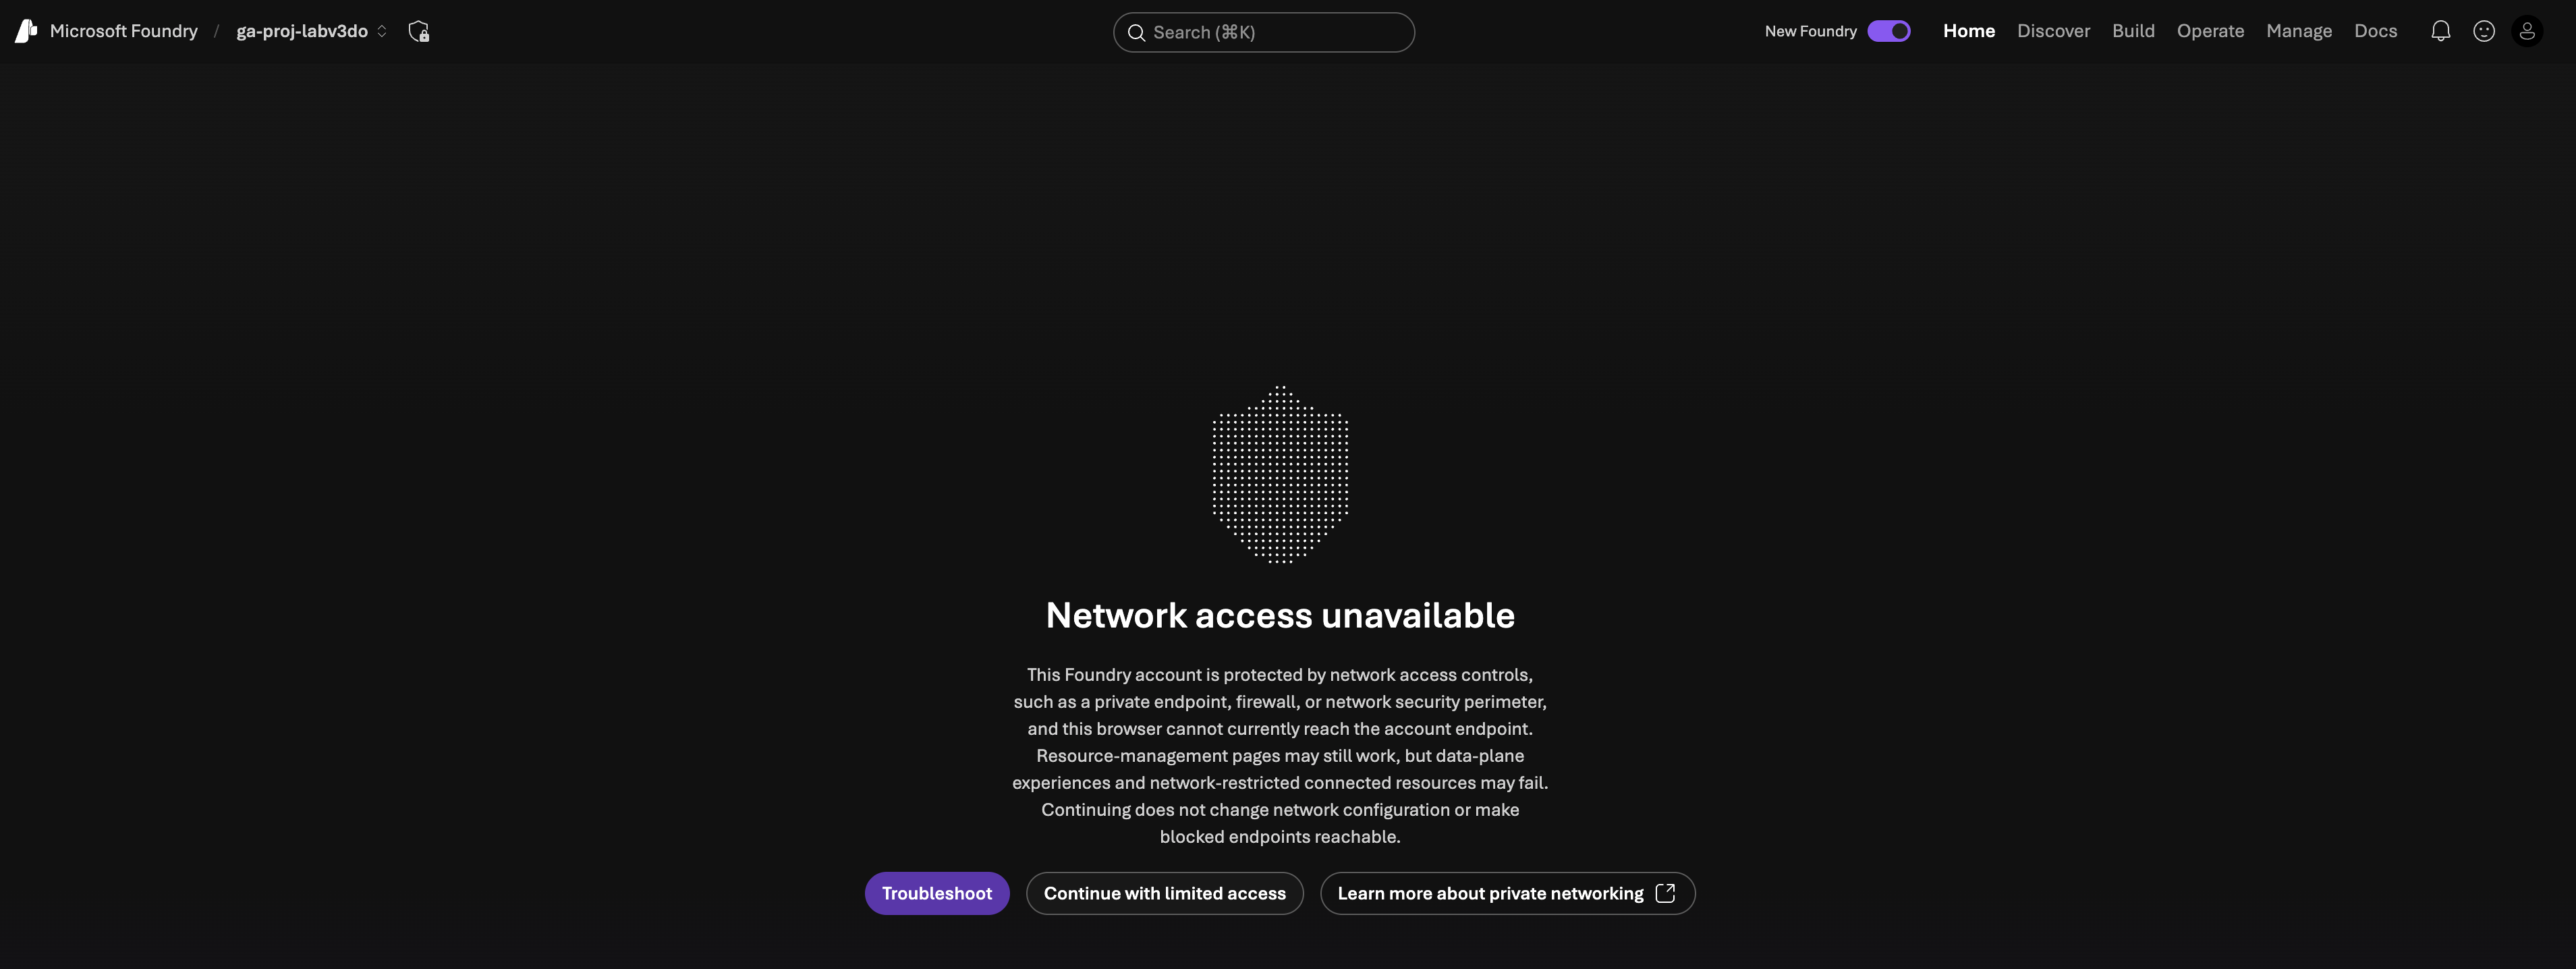 Microsoft Foundry / ga-proj-labv3do
Search (⌘K)
New Foundry
Home Discover Build Operate Manage Docs
Network access unavailable
This Foundry account is protected by network access controls,
such as a private endpoint, firewall, or network security perimeter,
and this browser cannot currently reach the account endpoint.
Resource-management pages may still work, but data-plane
experiences and network-restricted connected resources may fail.
Continuing does not change network configuration or make
blocked endpoints reachable.
Troubleshoot
Continue with limited access
Learn more about private networking